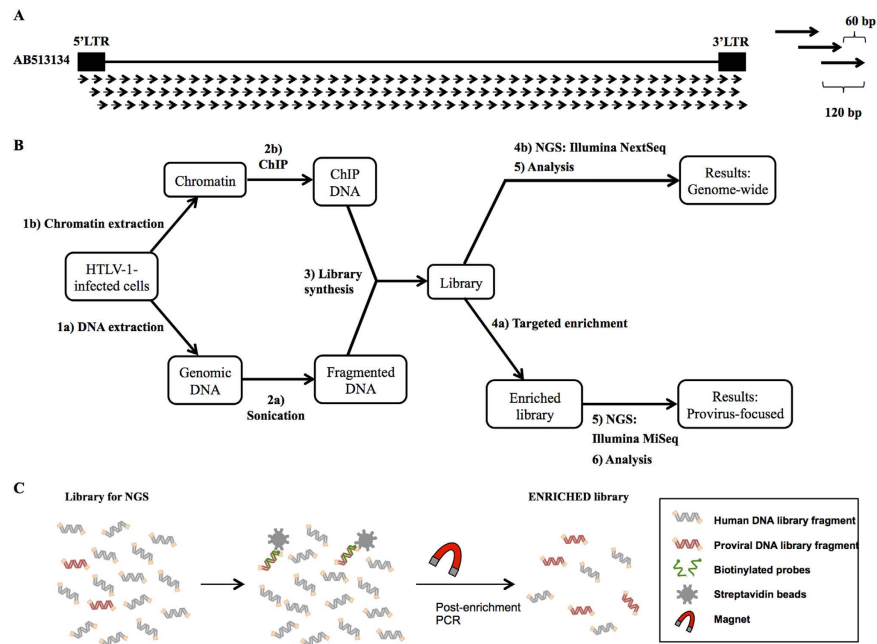 A
5'LTR
3'LTR
60 bp
AB513134
120 bp
B
2b)
ChIP
4b) NGS: Illumina NextSeq
5) Analysis
Chromatin
ChIP
DNA
Results:
Genome-wide
1b) Chromatin extraction
HTLV-1-
infected cells
3) Library
synthesis
Library
1a) DNA extraction
4a) Targeted enrichment
Genomic
DNA
2a)
Sonication
Fragmented
DNA
Enriched
library
5) NGS:
Illumina MiSeq
6) Analysis
Results:
Provirus-focused
C
Library for NGS
ENRICHED library
Post-enrichment
PCR
Human DNA library fragment
Proviral DNA library fragment
Biotinylated probes
Streptavidin beads
Magnet